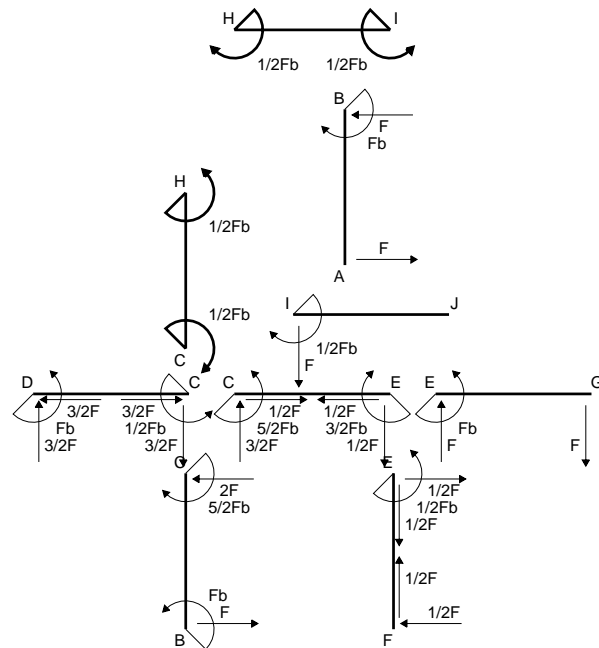 H I
1/2Fb 1/2Fb
B
F
Fb
H
1/2Fb
F
A
1/2Fb
I J
C
1/2Fb
F
D C C E E G
3/2F 3/2F 1/2F 1/2F
Fb 1/2Fb 5/2Fb 3/2Fb Fb
3/2F 3/2F 3/2F 1/2F F F
C E
2F 1/2F
5/2Fb 1/2Fb
1/2F
1/2F
Fb
F 1/2F
B F